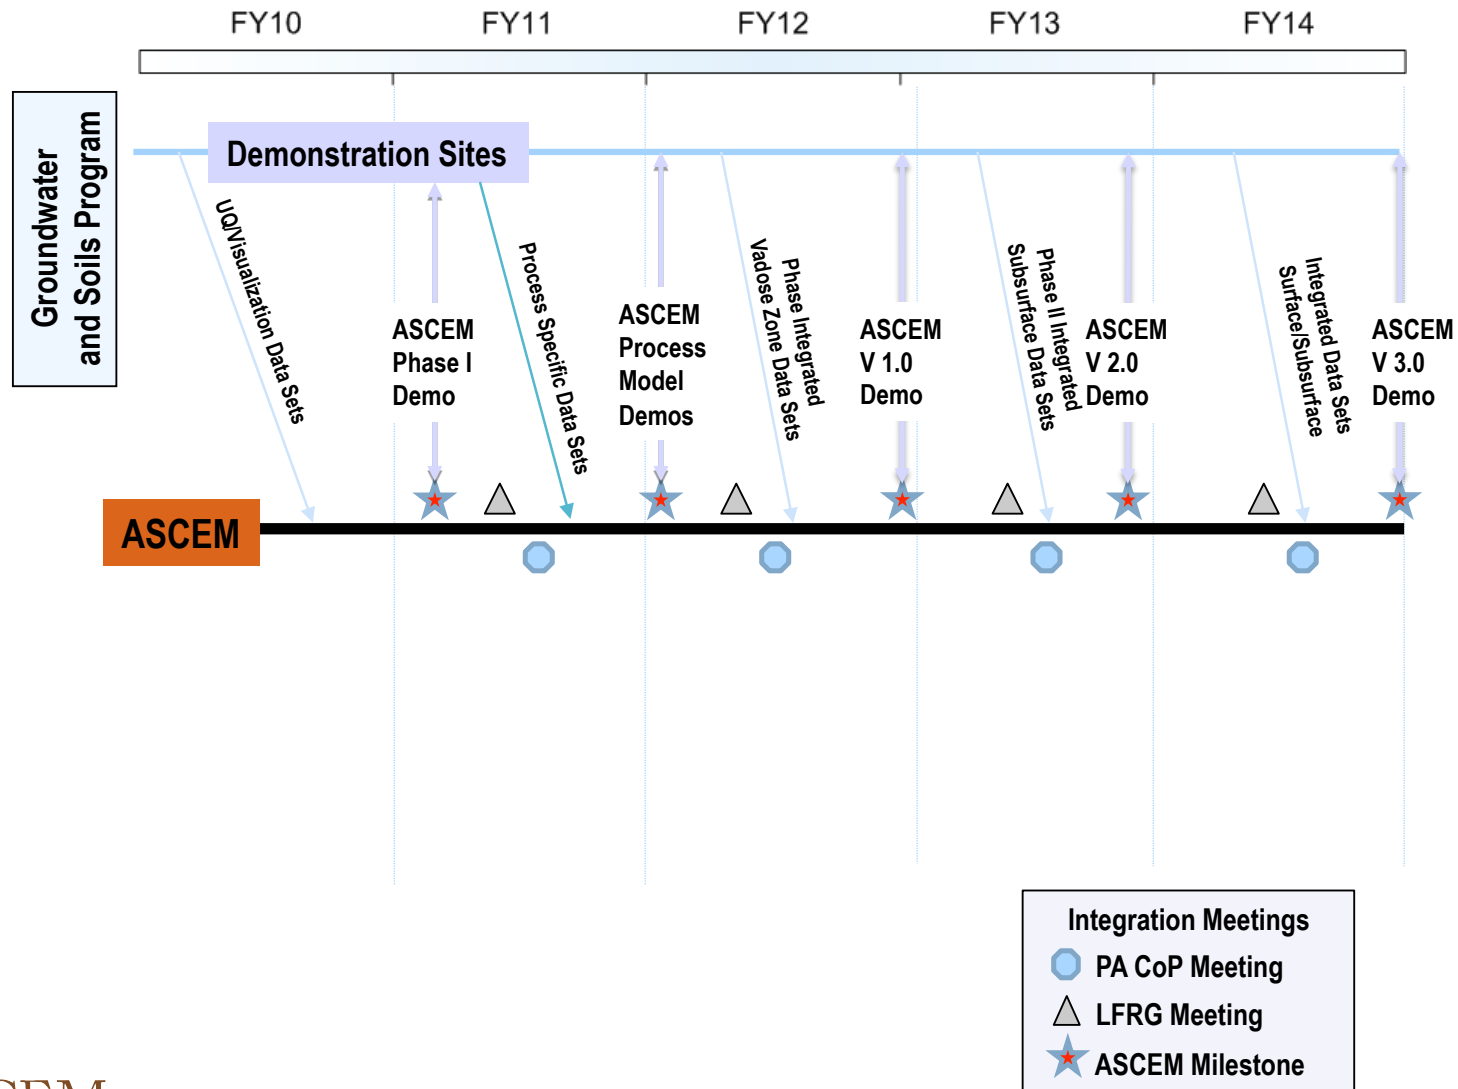 FY10
FY11
FY12
FY13
FY14
Groundwater
and Soils Program
Demonstration Sites
UQ/Visualization Data Sets
ASCEM
Phase I
Demo
Process Specific Data Sets
ASCEM
Process
Model
Demos
Phase Integrated
Vadose Zone Data Sets
ASCEM
V 1.0
Demo
Phase II Integrated
Subsurface Data Sets
ASCEM
V 2.0
Demo
Integrated Data Sets
Surface/Subsurface
ASCEM
V 3.0
Demo
ASCEM
Integration Meetings
PA CoP Meeting
LFRG Meeting
ASCEM Milestone